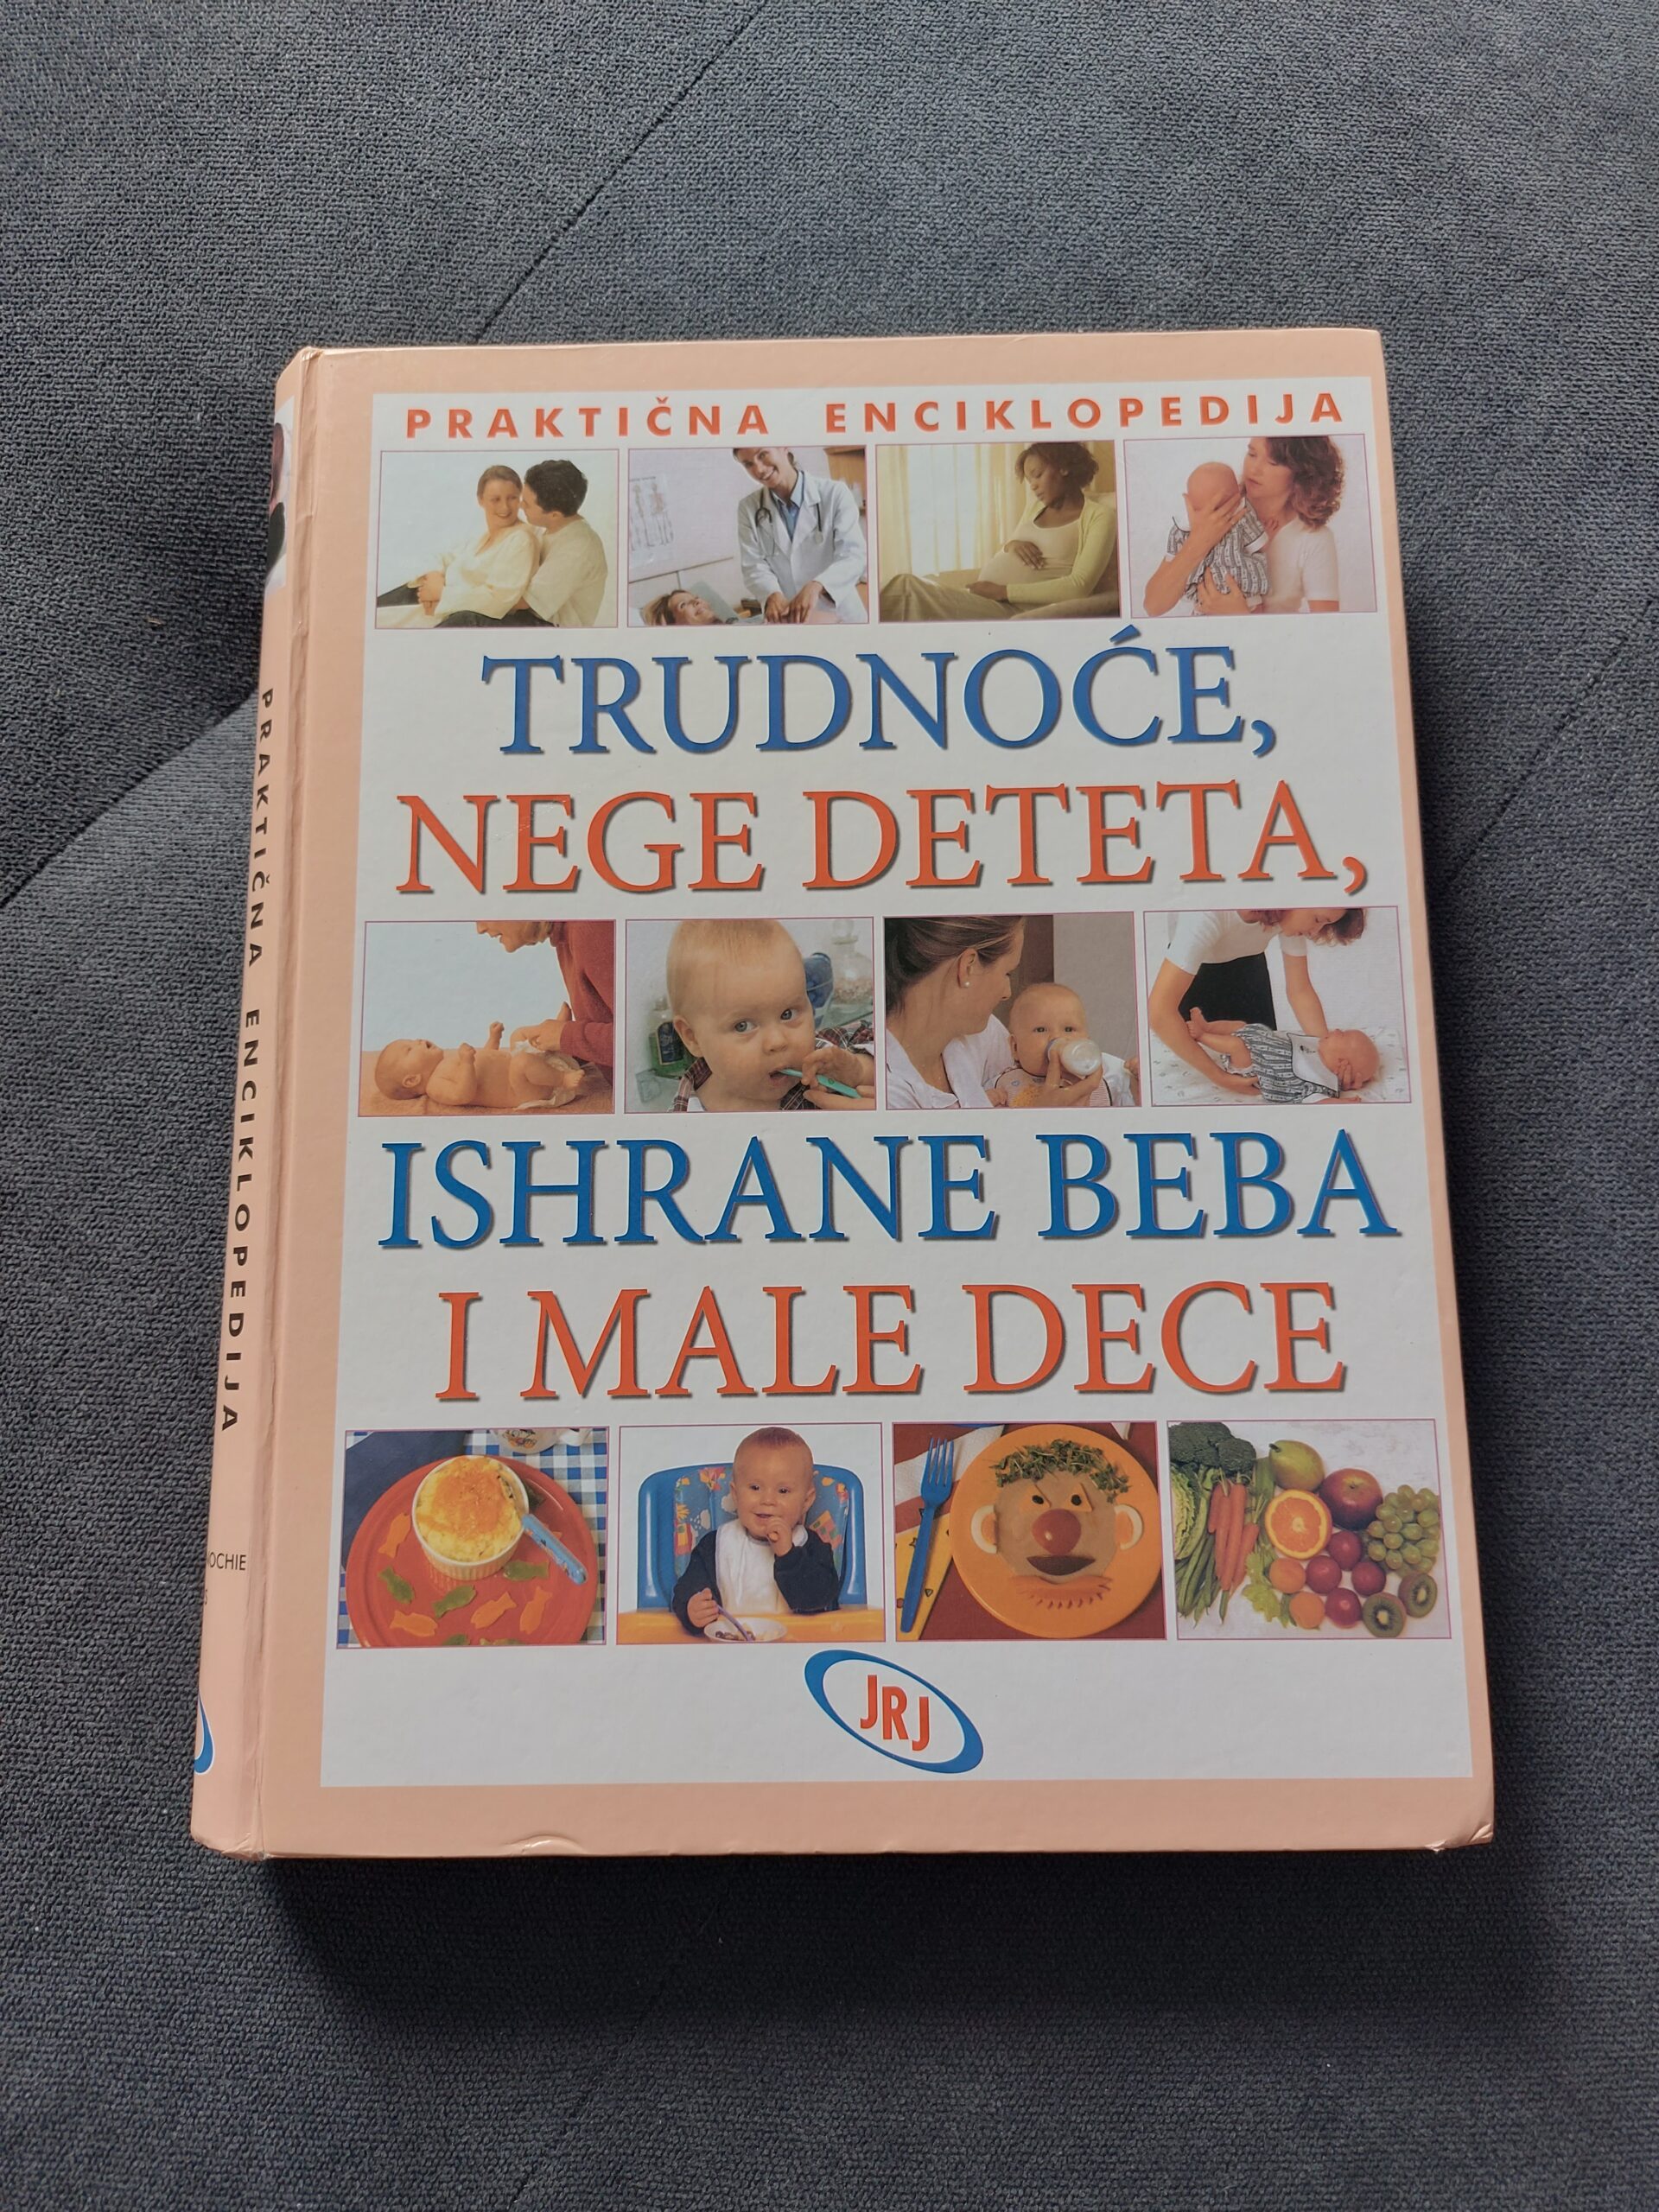 PRAKTIČNA ENCIKLOPEDIJA
TRUDNOĆE,
NEGE DETETA,
ISHRANE BEBA
I MALE DECE
JRJ
PRAKTIČNA ENCIKLOPEDIJA